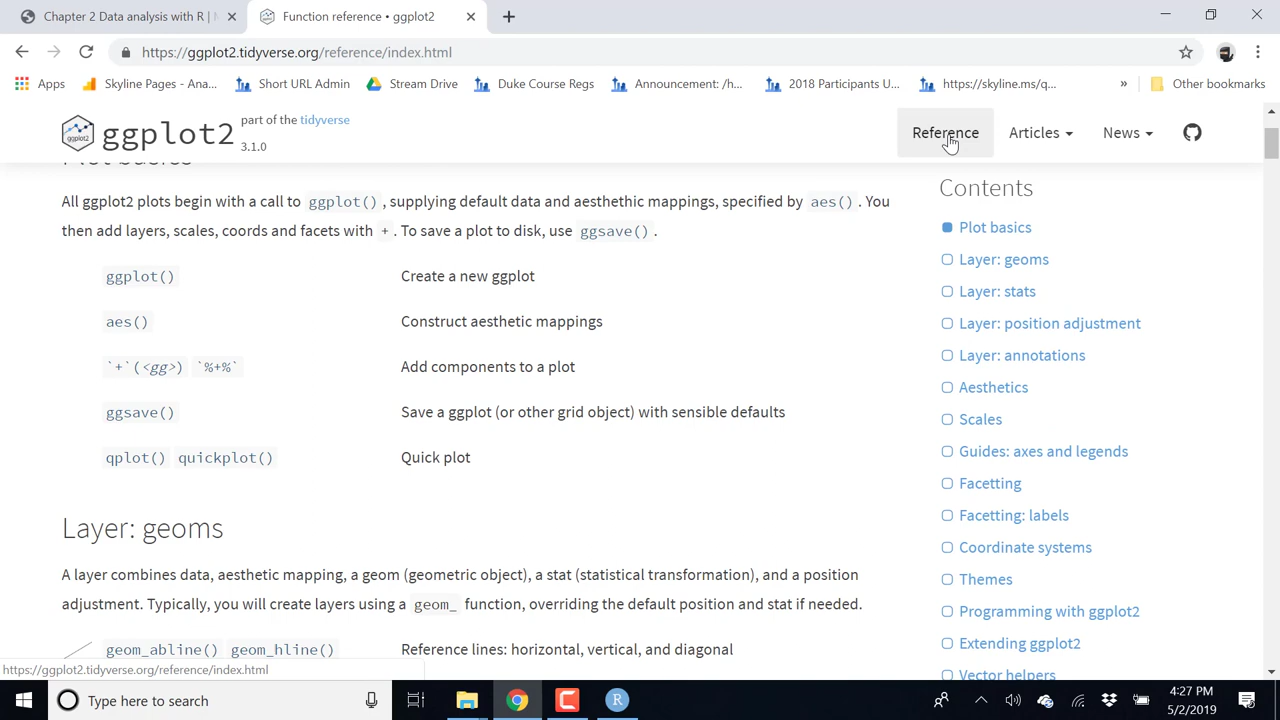 Chapter 2 Data analysis with R |
Function reference • ggplot2
https://ggplot2.tidyverse.org/reference/index.html
Apps
Skyline Pages - Ana...
Short URL Admin
Stream Drive
Duke Course Regs
Announcement: /h...
2018 Participants U...
https://skyline.ms/q...
»
Other bookmarks
ggplot2
ggplot2
part of the tidyverse
3.1.0
Reference
Articles
News
Plot basics
All ggplot2 plots begin with a call to ggplot() , supplying default data and aesthethic mappings, specified by aes() . You
then add layers, scales, coords and facets with + . To save a plot to disk, use ggsave() .
ggplot() Create a new ggplot
aes() Construct aesthetic mappings
`+`(<gg>) `%+%` Add components to a plot
ggsave() Save a ggplot (or other grid object) with sensible defaults
qplot() quickplot() Quick plot
Layer: geoms
A layer combines data, aesthetic mapping, a geom (geometric object), a stat (statistical transformation), and a position
adjustment. Typically, you will create layers using a geom_ function, overriding the default position and stat if needed.
geom_abline() geom_hline() Reference lines: horizontal, vertical, and diagonal
Contents
Plot basics
Layer: geoms
Layer: stats
Layer: position adjustment
Layer: annotations
Aesthetics
Scales
Guides: axes and legends
Facetting
Facetting: labels
Coordinate systems
Themes
Programming with ggplot2
Extending ggplot2
Vector helpers
https://ggplot2.tidyverse.org/reference/index.html
Type here to search
R
4:27 PM
5/2/2019